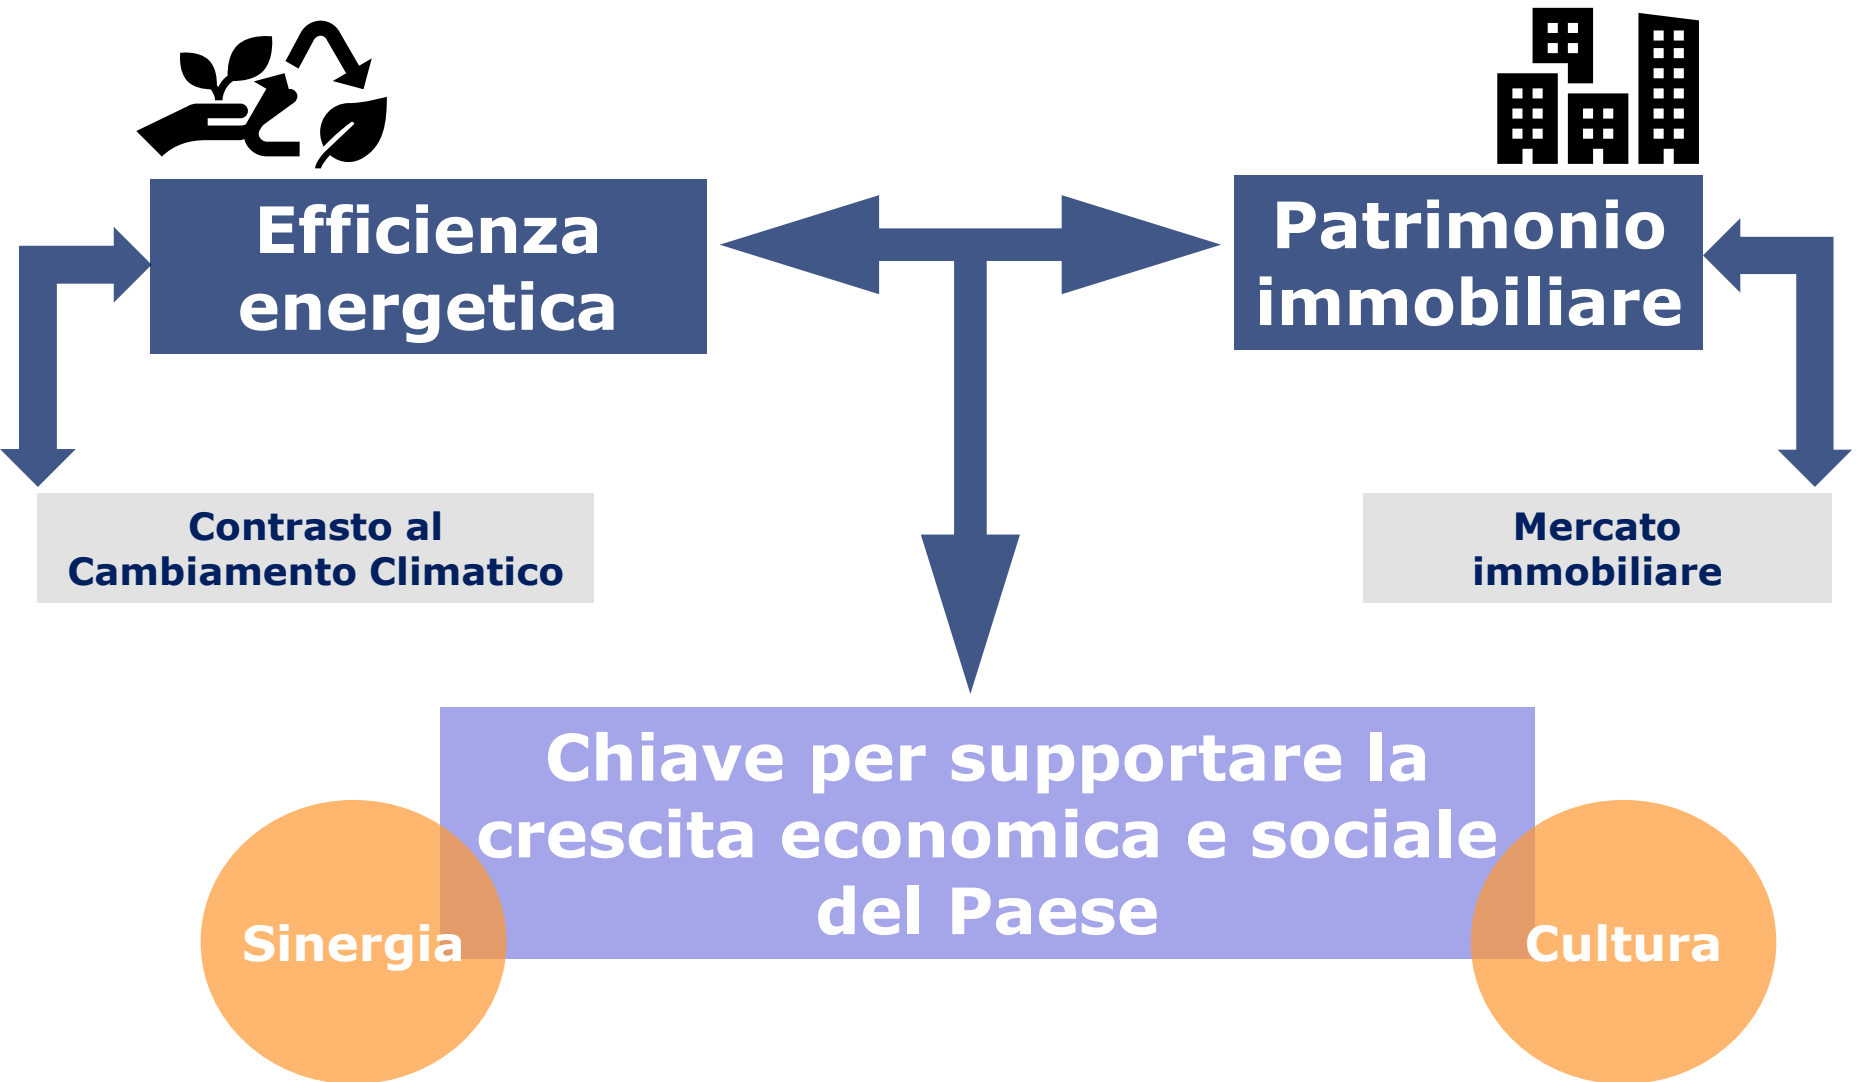 Efficienza
energetica
Patrimonio
immobiliare
Contrasto al
Cambiamento Climatico
Mercato
immobiliare
Chiave per supportare la
crescita economica e sociale
del Paese
Sinergia
Cultura